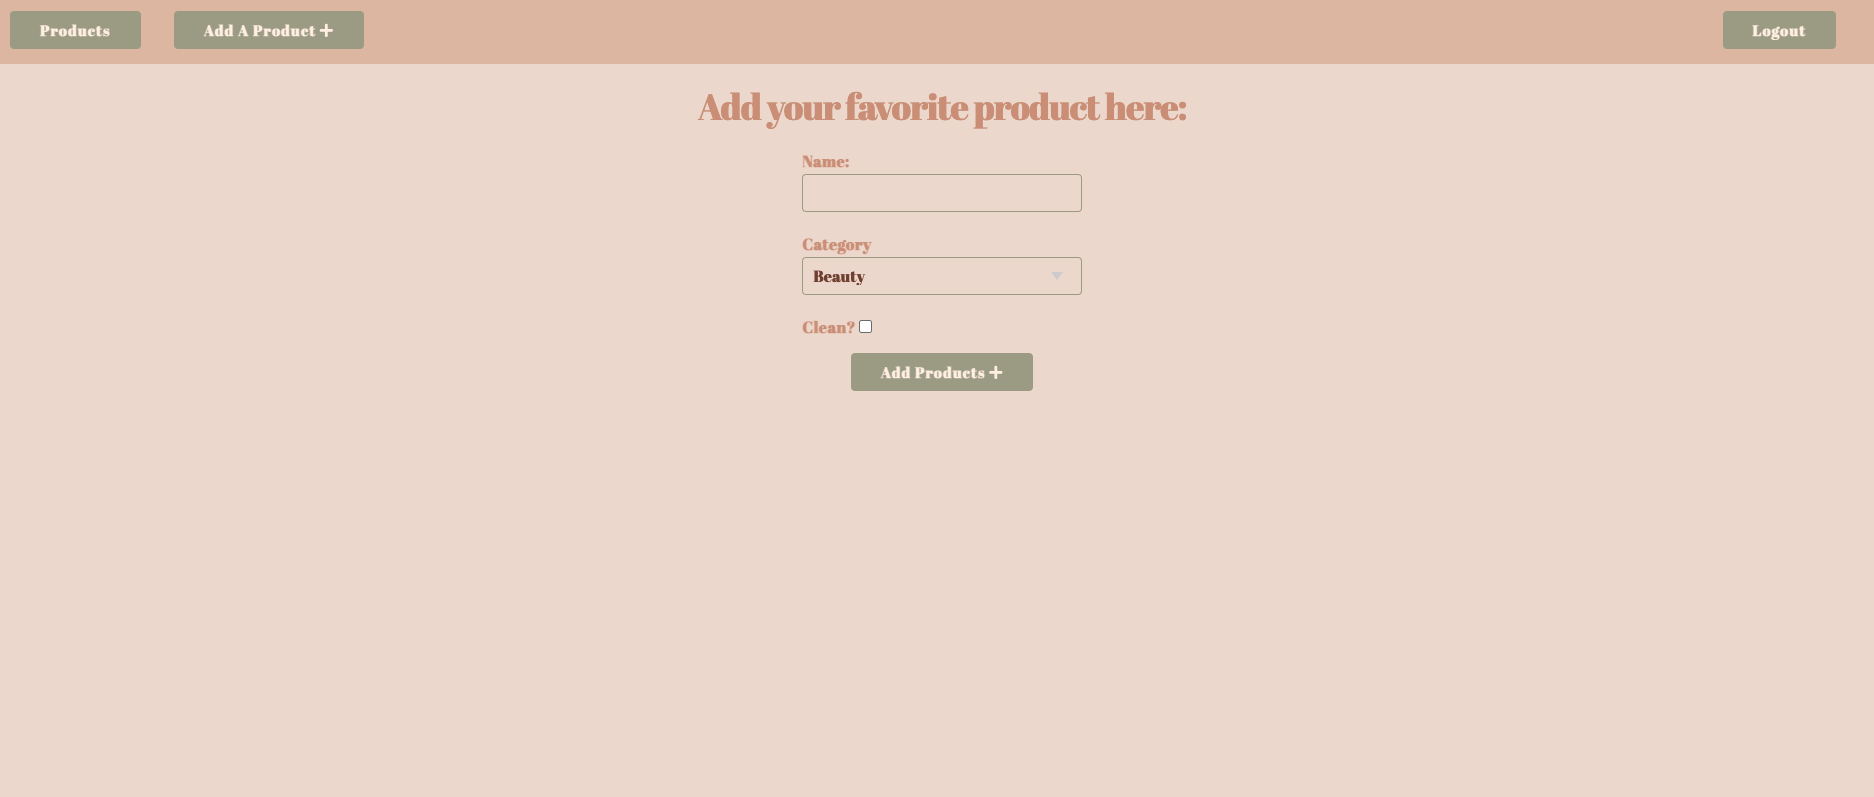 Products
Add A Product +
Logout
Add your favorite product here:
Name:
Category
Beauty
Clean?
Add Products +